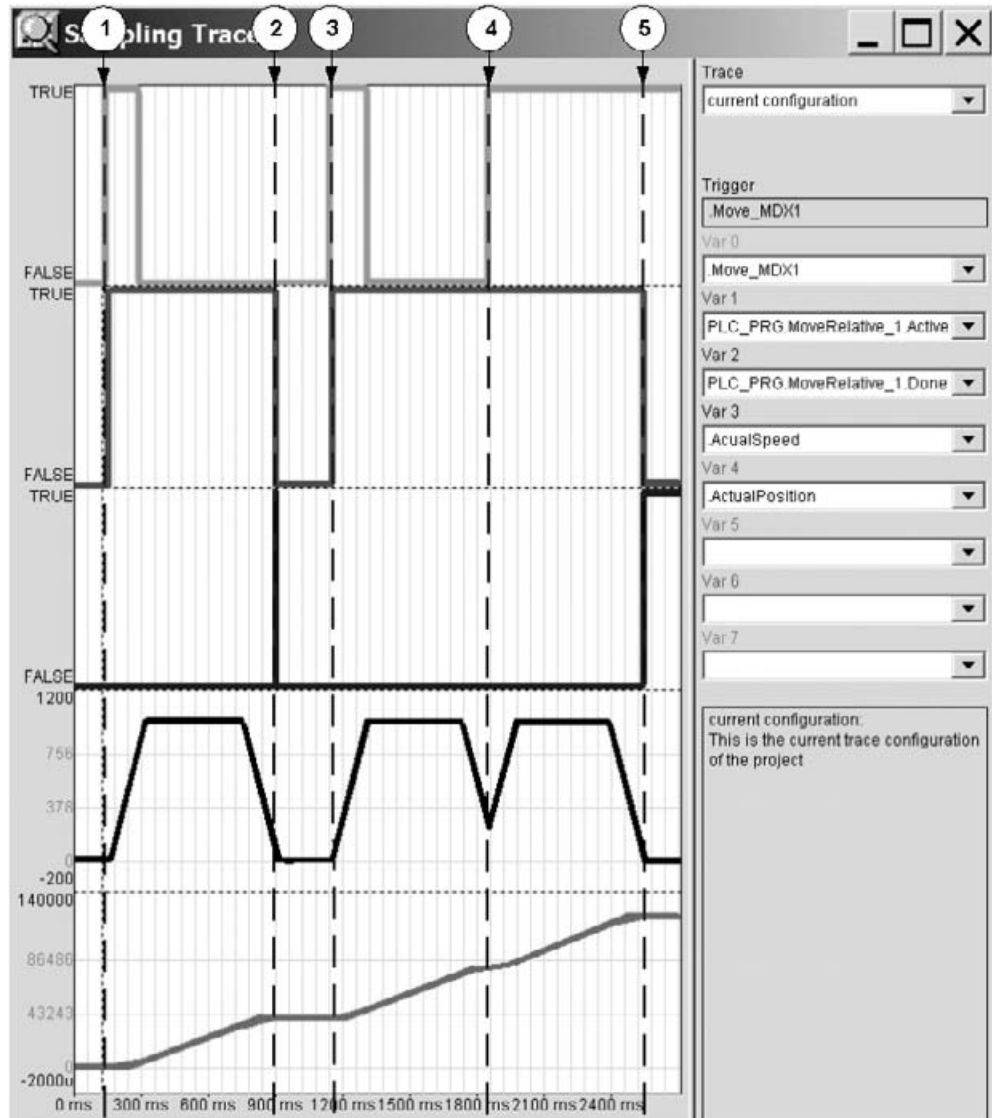 1 2 3 4 5
Sampling Trace
TRUE
FALSE
TRUE
FALSE
TRUE
FALSE
1200
756
378
0
-200
140000
86486
43243
0
-2000u
0 ms 300 ms 600 ms 900 ms 1200 ms 1500 ms 1800 ms 2100 ms 2400 ms
Trace
current configuration
Trigger
.Move_MDX1
Var 0
.Move_MDX1
Var 1
PLC_PRG.MoveRelative_1.Active
Var 2
PLC_PRG.MoveRelative_1.Done
Var 3
.AcualSpeed
Var 4
.ActualPosition
Var 5
Var 6
Var 7
current configuration:
This is the current trace configuration
of the project